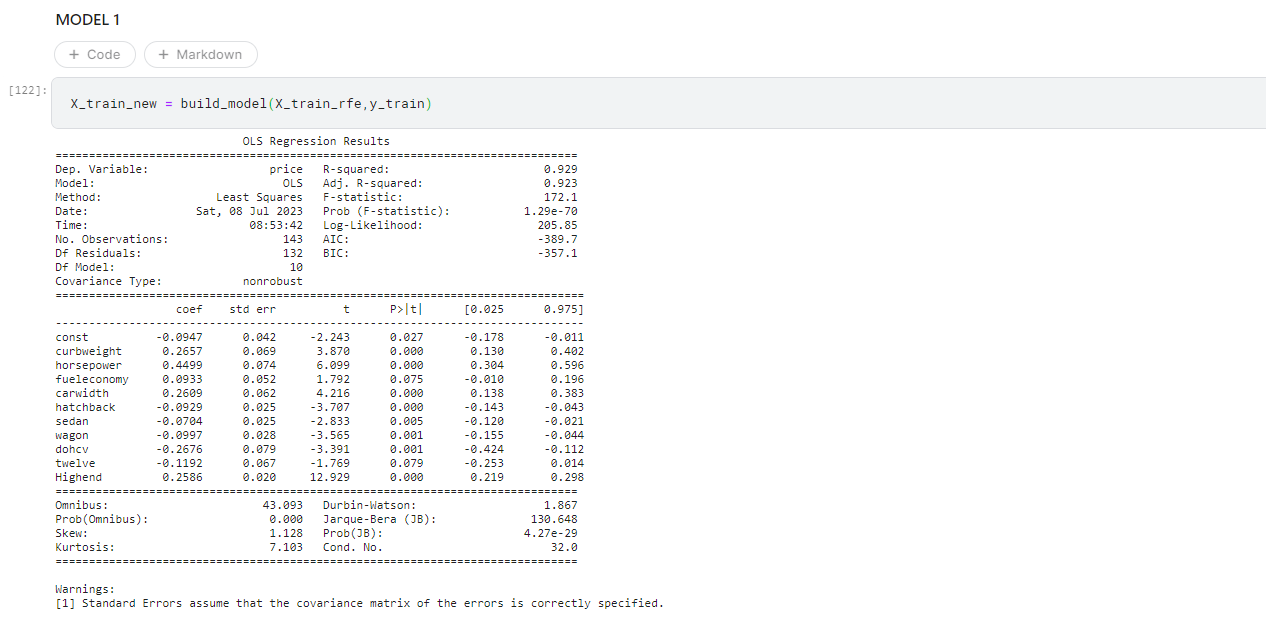 MODEL 1
+ Code + Markdown
[122]:
X_train_new = build_model(X_train_rfe,y_train)
OLS Regression Results
==============================================================================
Dep. Variable: price R-squared: 0.929
Model: OLS Adj. R-squared: 0.923
Method: Least Squares F-statistic: 172.1
Date: Sat, 08 Jul 2023 Prob (F-statistic): 1.29e-70
Time: 08:53:42 Log-Likelihood: 205.85
No. Observations: 143 AIC: -389.7
Df Residuals: 132 BIC: -357.1
Df Model: 10
Covariance Type: nonrobust
===============================================================================
coef std err t P>|t| [0.025 0.975]
-------------------------------------------------------------------------------
const -0.0947 0.042 -2.243 0.027 -0.178 -0.011
curbweight 0.2657 0.069 3.870 0.000 0.130 0.402
horsepower 0.4499 0.074 6.099 0.000 0.304 0.596
fueleconomy 0.0933 0.052 1.792 0.075 -0.010 0.196
carwidth 0.2609 0.062 4.216 0.000 0.138 0.383
hatchback -0.0929 0.025 -3.707 0.000 -0.143 -0.043
sedan -0.0704 0.025 -2.833 0.005 -0.120 -0.021
wagon -0.0997 0.028 -3.565 0.001 -0.155 -0.044
dohcv -0.2676 0.079 -3.391 0.001 -0.424 -0.112
twelve -0.1192 0.067 -1.769 0.079 -0.253 0.014
Highend 0.2586 0.020 12.929 0.000 0.219 0.298
==============================================================================
Omnibus: 43.093 Durbin-Watson: 1.867
Prob(Omnibus): 0.000 Jarque-Bera (JB): 130.648
Skew: 1.128 Prob(JB): 4.27e-29
Kurtosis: 7.103 Cond. No. 32.0
==============================================================================
Warnings:
[1] Standard Errors assume that the covariance matrix of the errors is correctly specified.